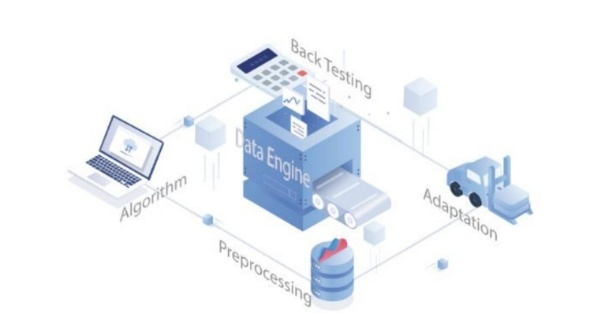 Back Testing
Data Engine
Algorithm
Adaptation
Preprocessing